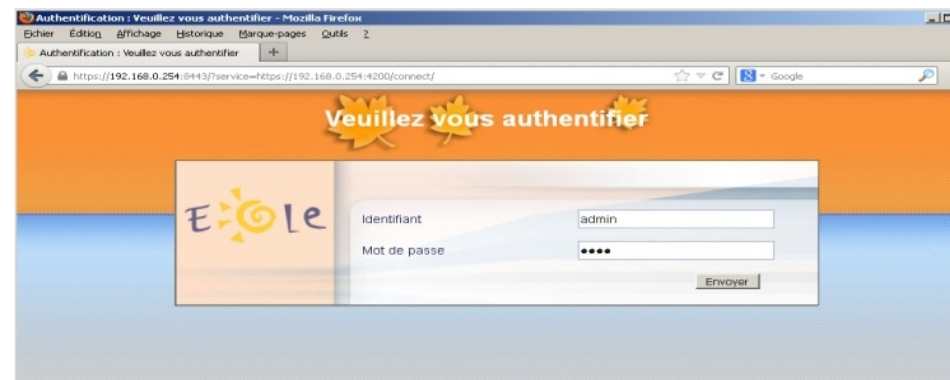 Authentification : Veuillez vous authentifier - Mozilla Firefox
Fichier Édition Affichage Historique Marque-pages Outils ?
Authentification : Veuillez vous authentifier +
https://192.168.0.254:8443/?service=https://192.168.0.254:4200/connect/ Google
Veuillez vous authentifier
EOle
Identifiant admin
Mot de passe ••••
Envoyer